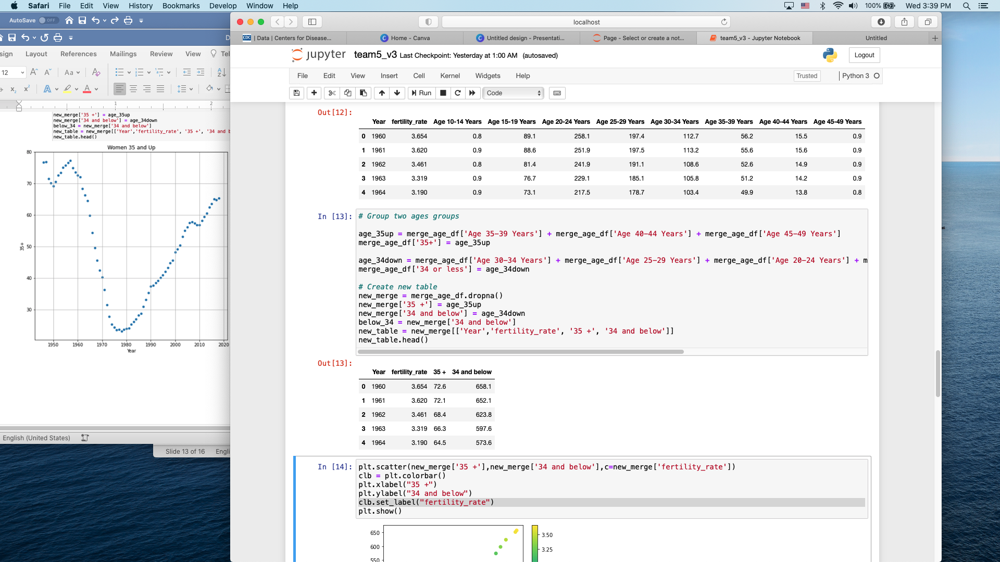 Safari File Edit View History Bookmarks Develop Window Help 100% Wed 3:39 PM
AutoSave OFF
D
sign Layout References Mailings Review View Tel
12 Aa
A A
1 2
new_merge['35 +'] = age_35up
new_merge['34 and below'] = age_34down
below_34 = new_merge['34 and below']
new_table = new_merge[['Year','fertility_rate', '35 +', '34 and b
new_table.head()
Women 35 and Up
80
70
60
50
40
30
35+
1950 1960 1970 1980 1990 2000 2010 2020
Year
English (United States)
Slide 13 of 16 Engli
localhost
CDC | Data | Centers for Disease...
Home - Canva
Untitled design - Presentati...
Page - Select or create a not...
team5_v3 - Jupyter Notebook
Untitled
jupyter team5_v3 Last Checkpoint: Yesterday at 1:00 AM (autosaved)
Logout
File Edit View Insert Cell Kernel Widgets Help
Trusted Python 3
Run Code
Out[12]:
Year fertility_rate Age 10-14 Years Age 15-19 Years Age 20-24 Years Age 25-29 Years Age 30-34 Years Age 35-39 Years Age 40-44 Years Age 45-49 Years
0 1960 3.654 0.8 89.1 258.1 197.4 112.7 56.2 15.5 0.9
1 1961 3.620 0.9 88.6 251.9 197.5 113.2 55.6 15.6 0.9
2 1962 3.461 0.8 81.4 241.9 191.1 108.6 52.6 14.9 0.9
3 1963 3.319 0.9 76.7 229.1 185.1 105.8 51.2 14.2 0.9
4 1964 3.190 0.9 73.1 217.5 178.7 103.4 49.9 13.8 0.8
In [13]:
# Group two ages groups
age_35up = merge_age_df['Age 35-39 Years'] + merge_age_df['Age 40-44 Years'] + merge_age_df['Age 45-49 Years']
merge_age_df['35+'] = age_35up
age_34down = merge_age_df['Age 30-34 Years'] + merge_age_df['Age 25-29 Years'] + merge_age_df['Age 20-24 Years'] + m
merge_age_df['34 or less'] = age_34down
# Create new table
new_merge = merge_age_df.dropna()
new_merge['35 +'] = age_35up
new_merge['34 and below'] = age_34down
below_34 = new_merge['34 and below']
new_table = new_merge[['Year','fertility_rate', '35 +', '34 and below']]
new_table.head()
Out[13]:
Year fertility_rate 35 + 34 and below
0 1960 3.654 72.6 658.1
1 1961 3.620 72.1 652.1
2 1962 3.461 68.4 623.8
3 1963 3.319 66.3 597.6
4 1964 3.190 64.5 573.6
In [14]:
plt.scatter(new_merge['35 +'],new_merge['34 and below'],c=new_merge['fertility_rate'])
clb = plt.colorbar()
plt.xlabel("35 +")
plt.ylabel("34 and below")
clb.set_label("fertility_rate")
plt.show()
650
600
550
3.50
3.25